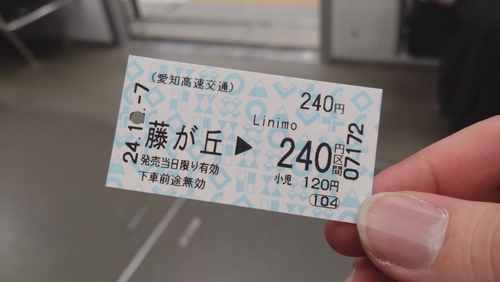 (愛知高速交通)
240円
Linimo
藤が丘 ▶ 240円区間
発売当日限り有効
小児 120円
下車前途無効
104
07172